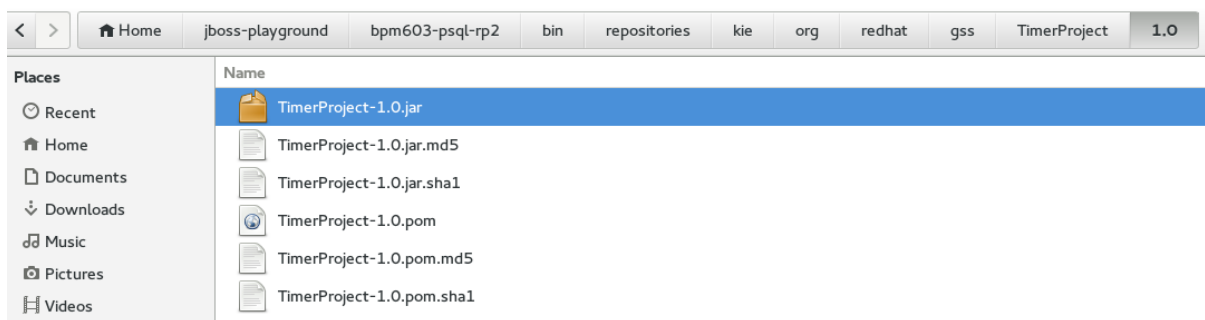 < > Home jboss-playground bpm603-psql-rp2 bin repositories kie org redhat gss TimerProject 1.0
Places
Recent
Home
Documents
Downloads
Music
Pictures
Videos
Name
TimerProject-1.0.jar
TimerProject-1.0.jar.md5
TimerProject-1.0.jar.sha1
TimerProject-1.0.pom
TimerProject-1.0.pom.md5
TimerProject-1.0.pom.sha1